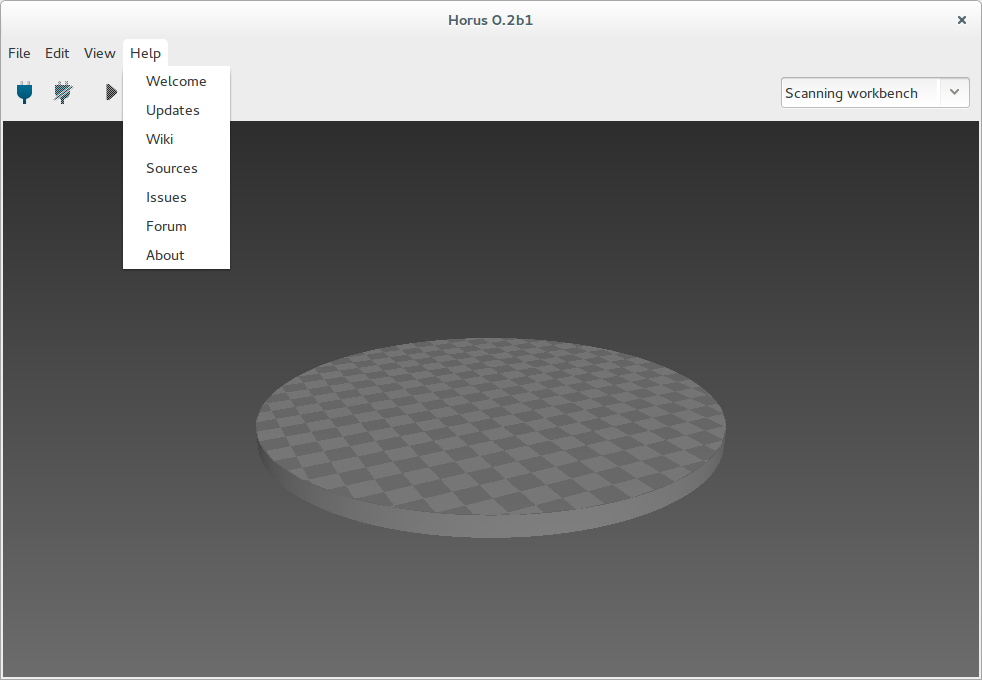 Horus 0.2b1
File Edit View Help
Welcome
Updates
Wiki
Sources
Issues
Forum
About
Scanning workbench